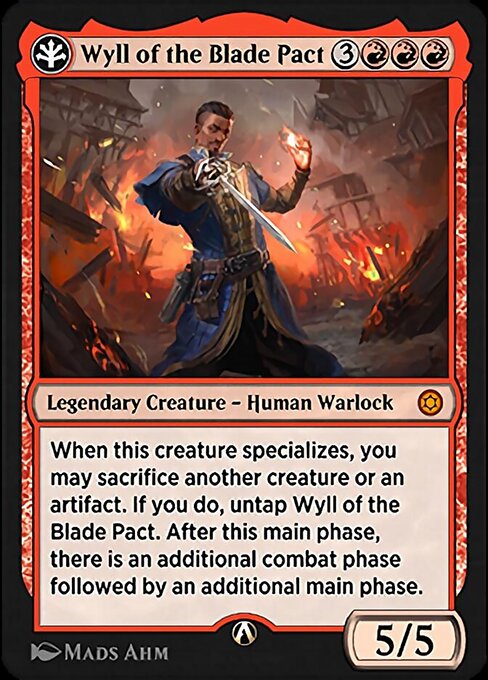 Wyll of the Blade Pact 3
Legendary Creature – Human Warlock
When this creature specializes, you
may sacrifice another creature or an
artifact. If you do, untap Wyll of the
Blade Pact. After this main phase,
there is an additional combat phase
followed by an additional main phase.
5/5
Mads Ahm